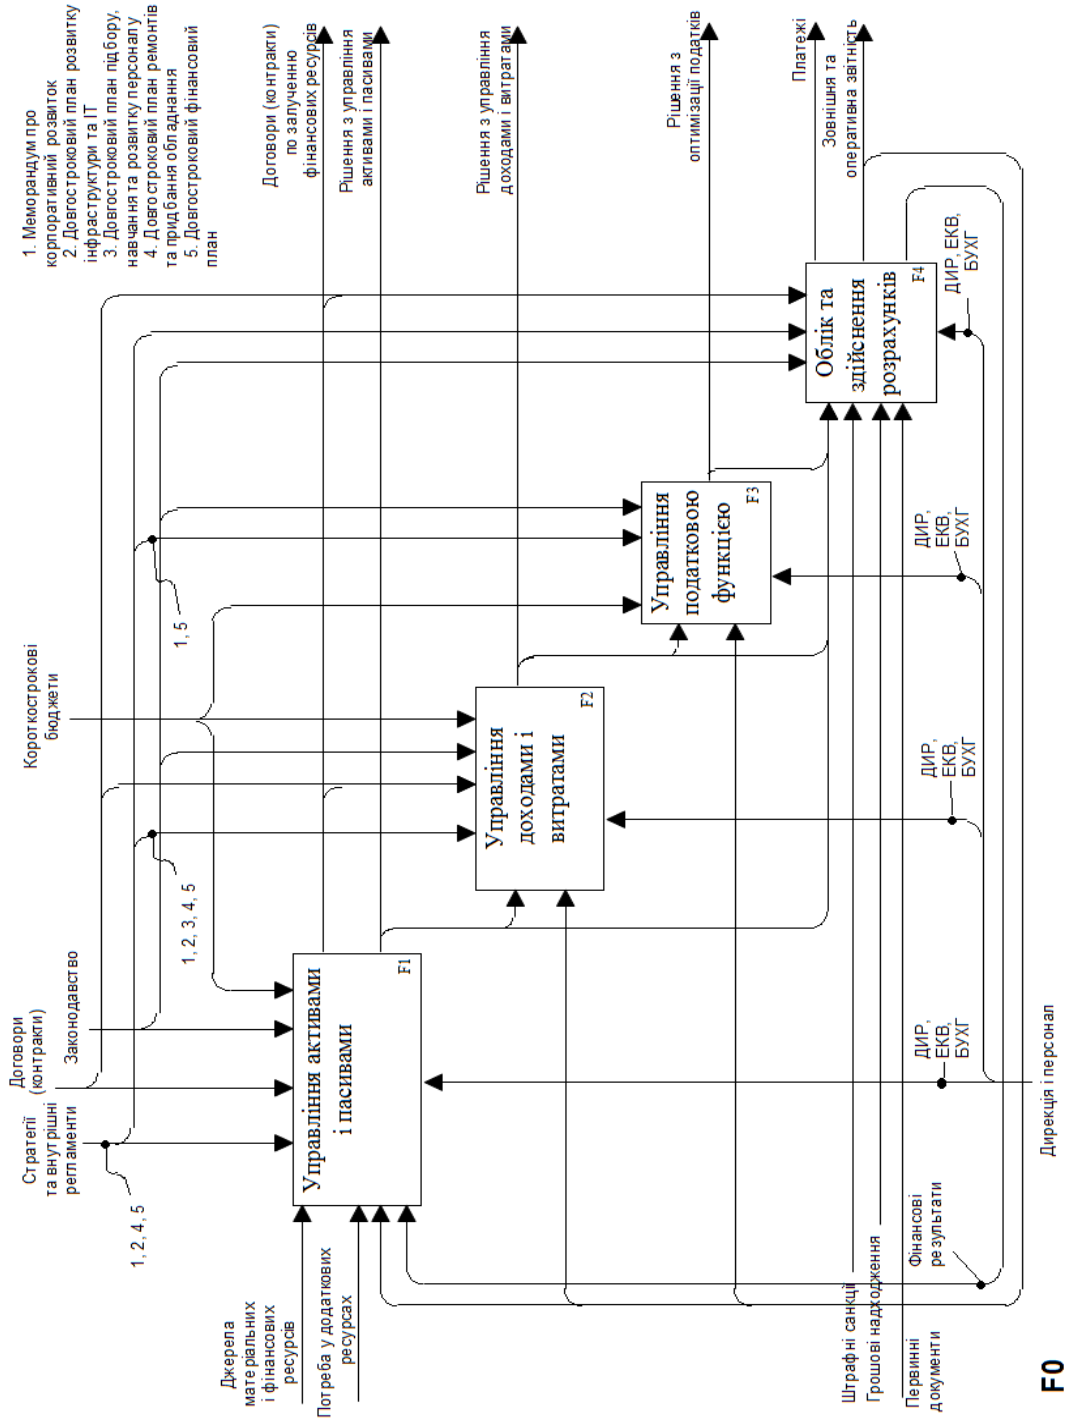 1. Меморандум про
корпоративний розвиток
2. Довгостроковий план розвитку
інфраструктури та ІТ
3. Довгостроковий план підбору,
навчання та розвитку персоналу
4. Довгостроковий план ремонтів
та придбання обладнання
5. Довгостроковий фінансовий
план
Стратегії
та внутрішні
регламенти
Договори
(контракти)
Законодавство
Короткострокові
бюджети
1, 2, 4, 5
1, 2, 3, 4, 5
1, 5
Договори (контракти)
по залученню
фінансових ресурсів
Рішення з управління
активами і пасивами
Рішення з управління
доходами і витратами
Рішення з
оптимізації податків
Платежі
Зовнішня та
оперативна звітність
Джерела
матеріальних
і фінансових
ресурсів
Потреба у додаткових
ресурсах
Управління активами
і пасивами
F1
Управління
доходами і
витратами
F2
Управління
податковою
функцією
F3
Облік та
здійснення
розрахунків
F4
Штрафні санкції
Грошові надходження
Первинні
документи
Фінансові
результати
ДИР,
ЕКВ,
БУХГ
ДИР,
ЕКВ,
БУХГ
ДИР,
ЕКВ,
БУХГ
ДИР, ЕКВ,
БУХГ
Дирекція і персонал
F0